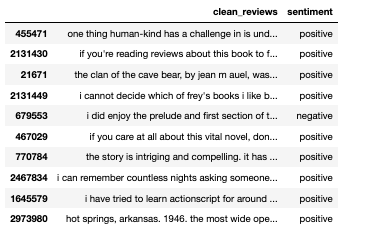 clean_reviews sentiment
455471 one thing human-kind has a challenge in is und... positive
2131430 if you're reading reviews about this book to f... positive
21671 the clan of the cave bear, by jean m auel, was... positive
2131449 i cannot decide which of frey's books i like b... positive
679553 i did enjoy the prelude and first section of t... negative
467029 if you care at all about this vital novel, don... positive
770784 the story is intriging and compelling. it has ... positive
2467834 i can remember countless nights asking someone... positive
1645579 i have tried to learn actionscript for around ... positive
2973980 hot springs, arkansas. 1946. the most wide ope... positive